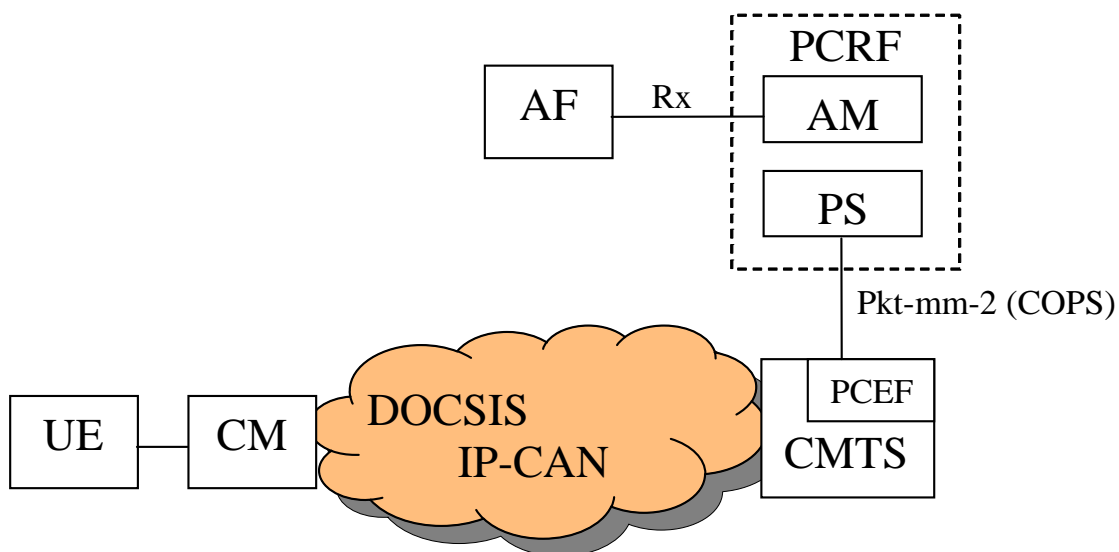 PCRF
AF
Rx
AM
PS
Pkt-mm-2 (COPS)
PCEF
UE
CM
DOCSIS
IP-CAN
CMTS